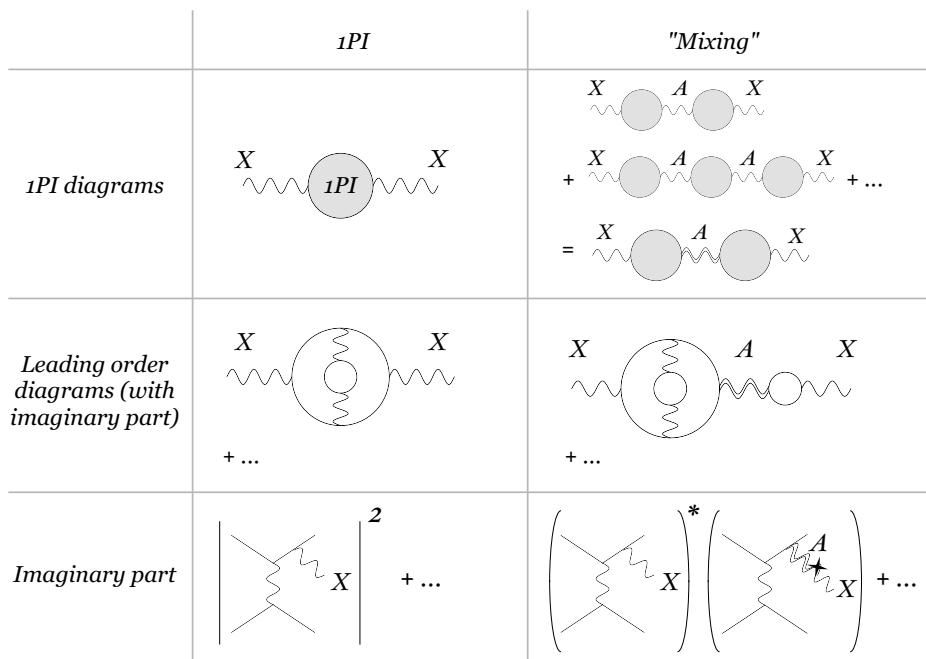 1PI "Mixing"
1PI diagrams
X 1PI X
X A X
+ X A A X + ...
= X A X
Leading order
diagrams (with
imaginary part)
X X
+ ...
X A X
+ ...
Imaginary part
X 2 + ...
X * A X + ...